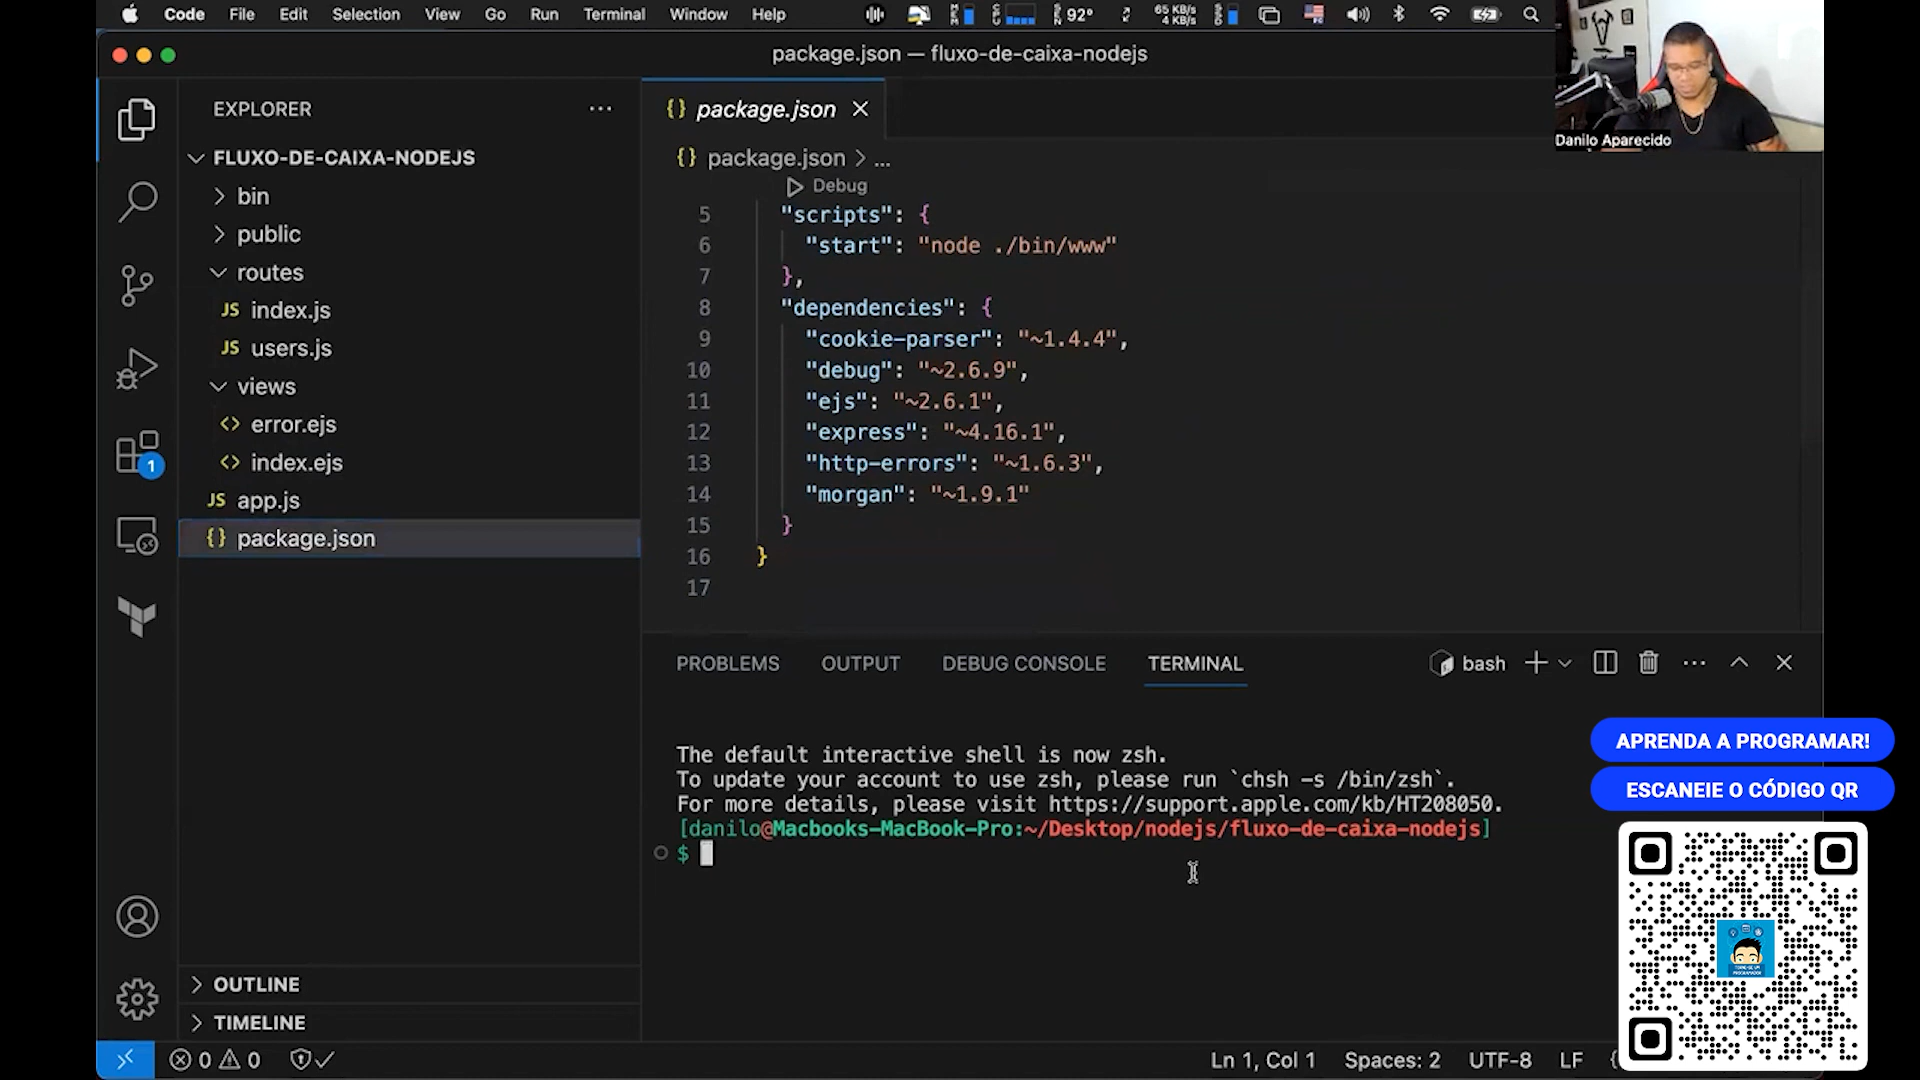 Code File Edit Selection View Go Run Terminal Window Help 92° 65 KB/s 4 KB/s
package.json — fluxo-de-caixa-nodejs
Danilo Aparecido
EXPLORER
FLUXO-DE-CAIXA-NODEJS
bin
public
routes
JS index.js
JS users.js
views
<> error.ejs
<> index.ejs
JS app.js
{} package.json
OUTLINE
TIMELINE
1
{} package.json
{} package.json > ...
Debug
5 "scripts": {
6 "start": "node ./bin/www"
7 },
8 "dependencies": {
9 "cookie-parser": "~1.4.4",
10 "debug": "~2.6.9",
11 "ejs": "~2.6.1",
12 "express": "~4.16.1",
13 "http-errors": "~1.6.3",
14 "morgan": "~1.9.1"
15 }
16 }
17
PROBLEMS OUTPUT DEBUG CONSOLE TERMINAL bash
The default interactive shell is now zsh.
To update your account to use zsh, please run `chsh -s /bin/zsh`.
For more details, please visit https://support.apple.com/kb/HT208050.
[danilo@Macbooks-MacBook-Pro:~/Desktop/nodejs/fluxo-de-caixa-nodejs]
$
APRENDA A PROGRAMAR!
ESCANEIE O CÓDIGO QR
0 0 Ln 1, Col 1 Spaces: 2 UTF-8 LF {